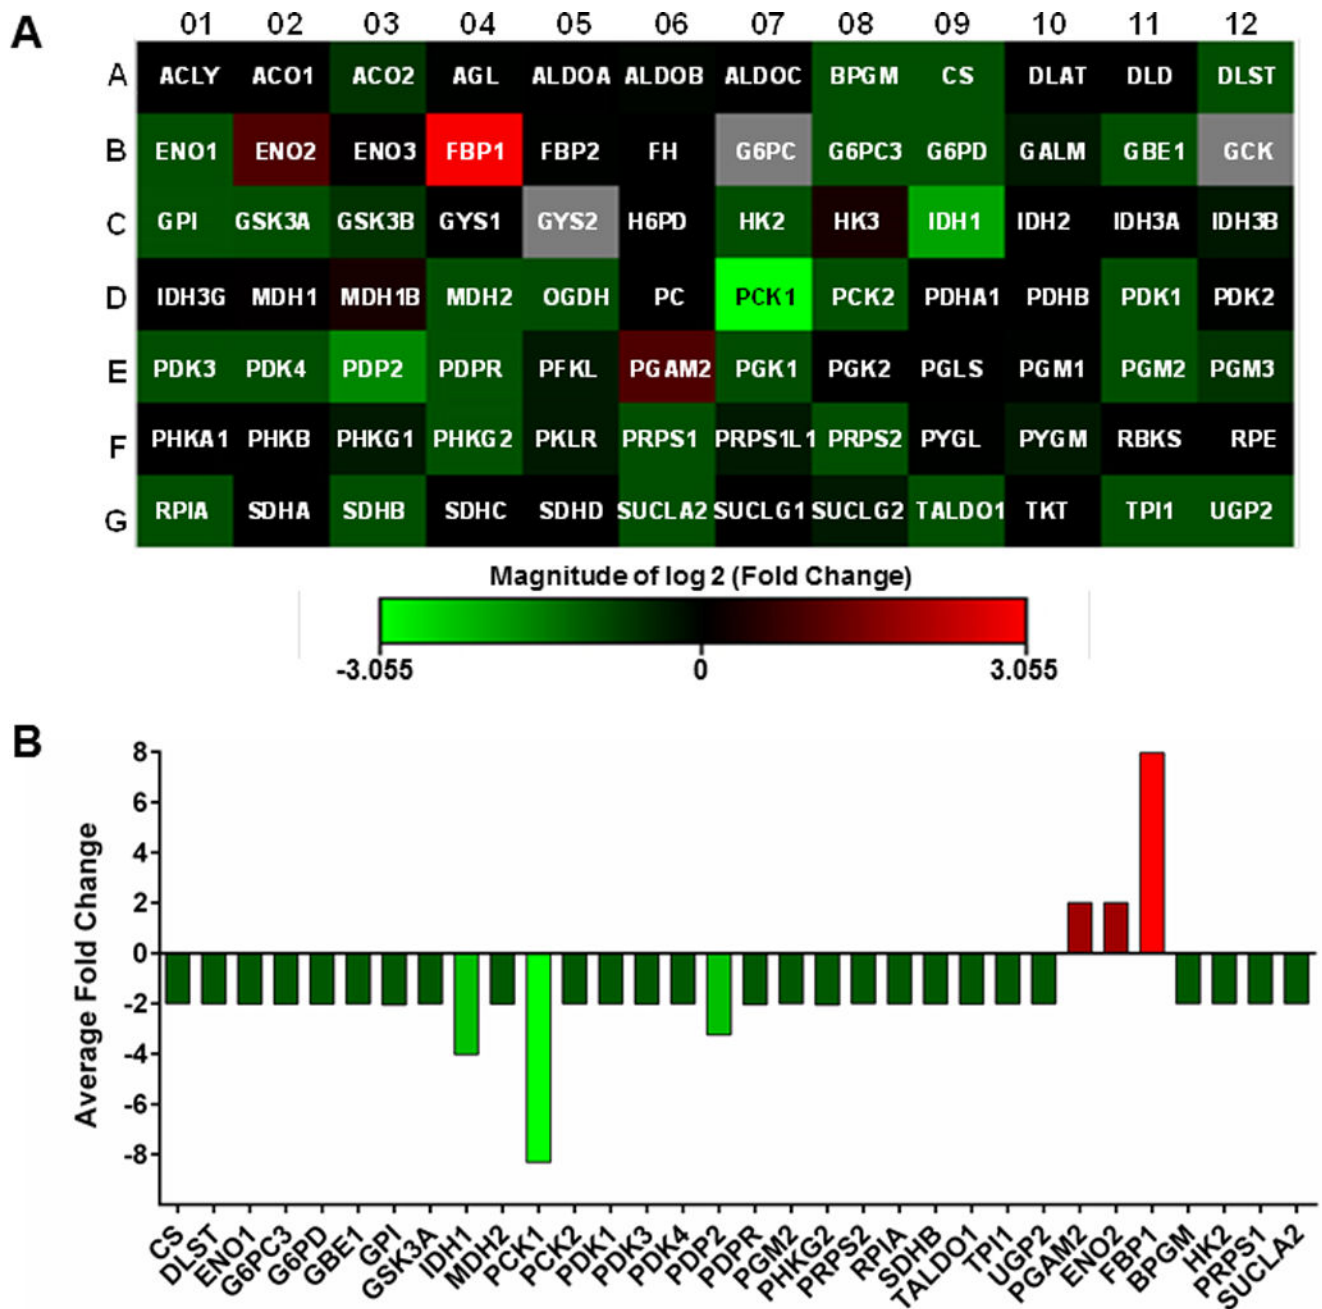 A
01 02 03 04 05 06 07 08 09 10 11 12
A ACLY ACO1 ACO2 AGL ALDOA ALDOB ALDOC BPGM CS DLAT DLD DLST
B ENO1 ENO2 ENO3 FBP1 FBP2 FH G6PC G6PC3 G6PD GALM GBE1 GCK
C GPI GSK3A GSK3B GYS1 GYS2 H6PD HK2 HK3 IDH1 IDH2 IDH3A IDH3B
D IDH3G MDH1 MDH1B MDH2 OGDH PC PCK1 PCK2 PDHA1 PDHB PDK1 PDK2
E PDK3 PDK4 PDP2 PDPR PFKL PGAM2 PGK1 PGK2 PGLS PGM1 PGM2 PGM3
F PHKA1 PHKB PHKG1 PHKG2 PKLR PRPS1 PRPS1L1 PRPS2 PYGL PYGM RBKS RPE
G RPIA SDHA SDHB SDHC SDHD SUCLA2 SUCLG1 SUCLG2 TALDO1 TKT TPI1 UGP2
Magnitude of log 2 (Fold Change)
-3.055 0 3.055
B
Average Fold Change
8
6
4
2
0
-2
-4
-6
-8
CS DLST ENO1 G6PC3 G6PD GBE1 GPI GSK3A IDH1 MDH2 PCK1 PCK2 PDK1 PDK3 PDK4 PDP2 PDPR PGM2 PHKG2 PRPS2 RPIA SDHB TALDO1 TPI1 UGP2 PGAM2 ENO2 FBP1 BPGM HK2 PRPS1 SUCLA2